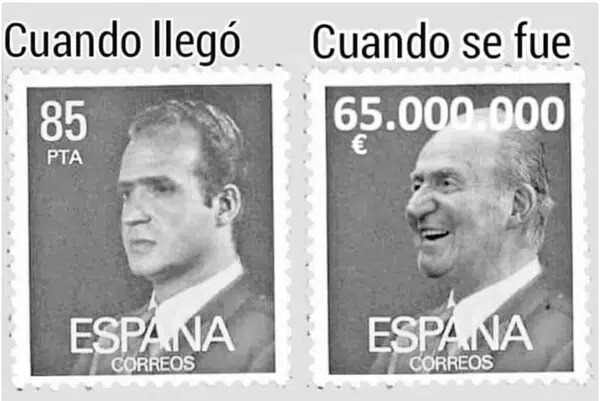 Cuando llegó
85
PTA
ESPAÑA
CORREOS
Cuando se fue
65.000.000
€
ESPAÑA
CORREOS